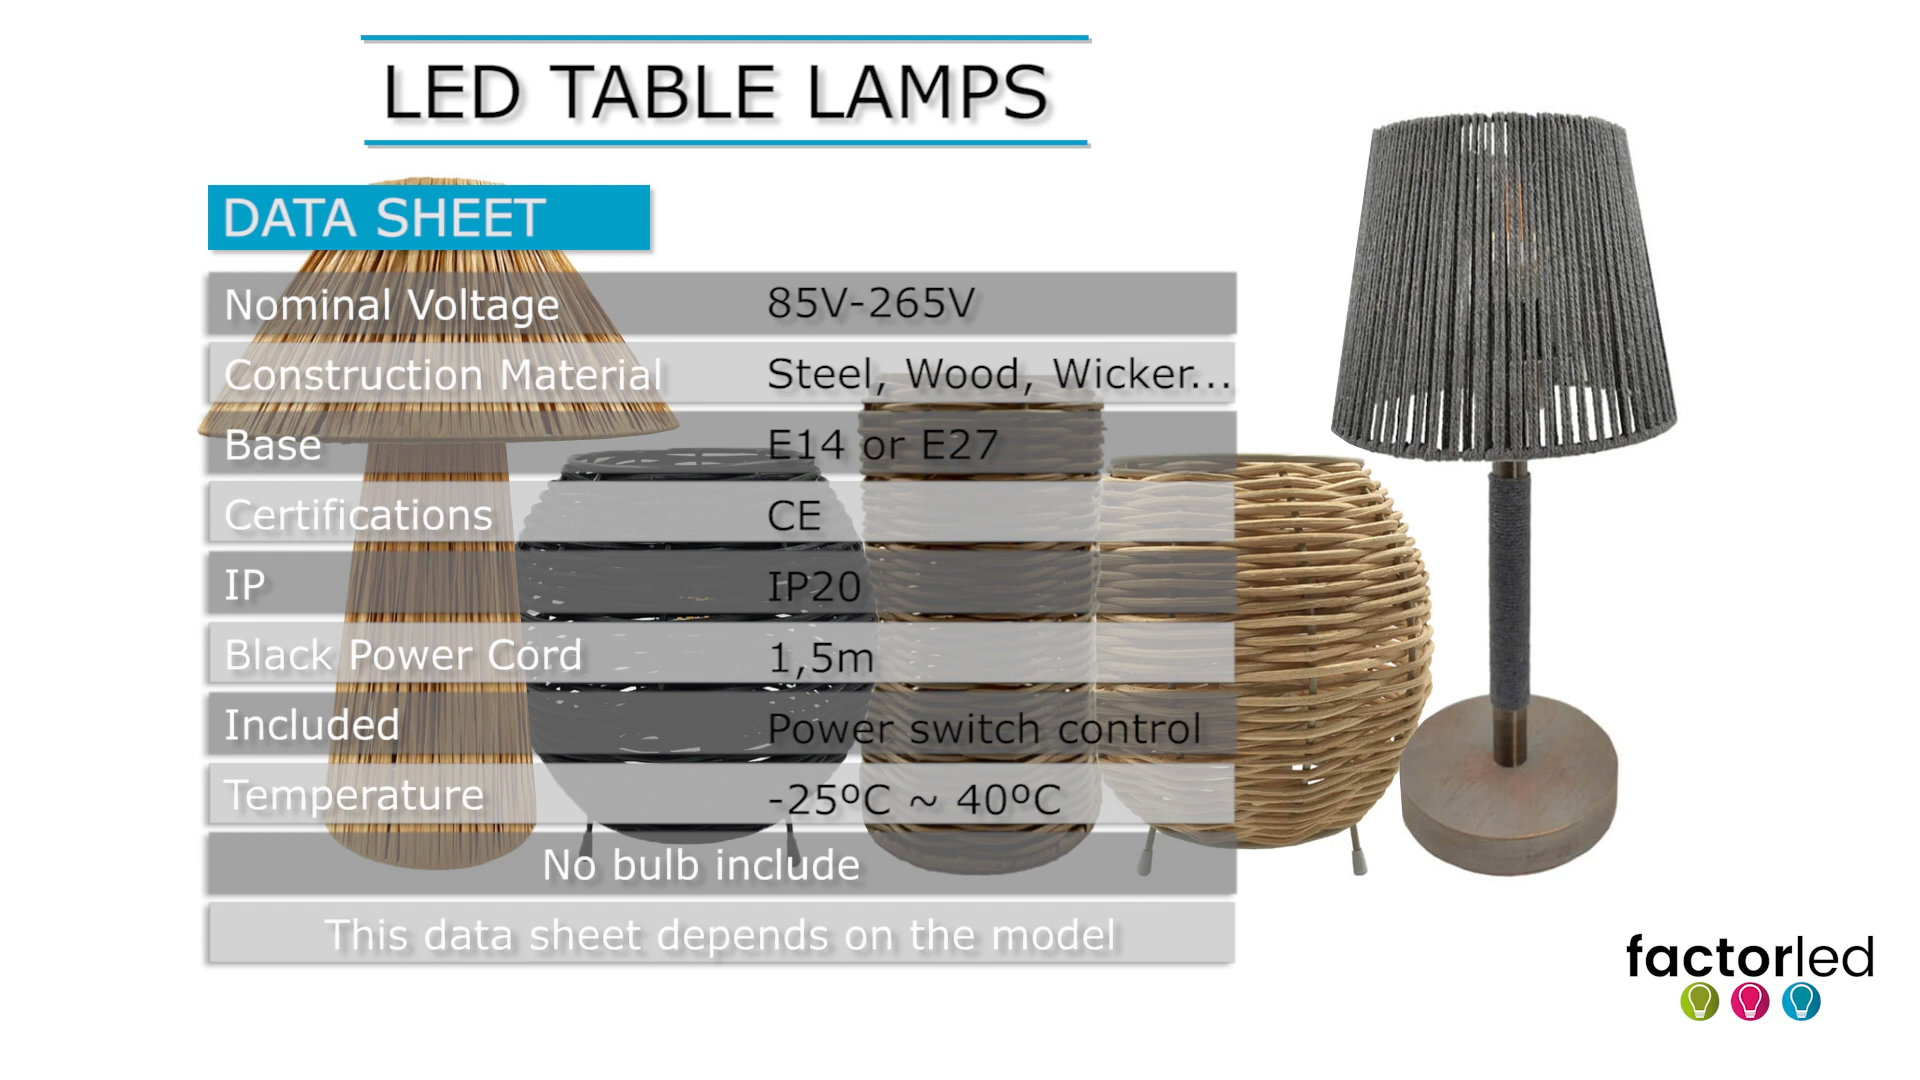 LED TABLE LAMPS
DATA SHEET
Nominal Voltage 85V-265V
Construction Material Steel, Wood, Wicker...
Base E14 or E27
Certifications CE
IP IP20
Black Power Cord 1,5m
Included Power switch control
Temperature -25ºC ~ 40ºC
No bulb include
This data sheet depends on the model
factorled